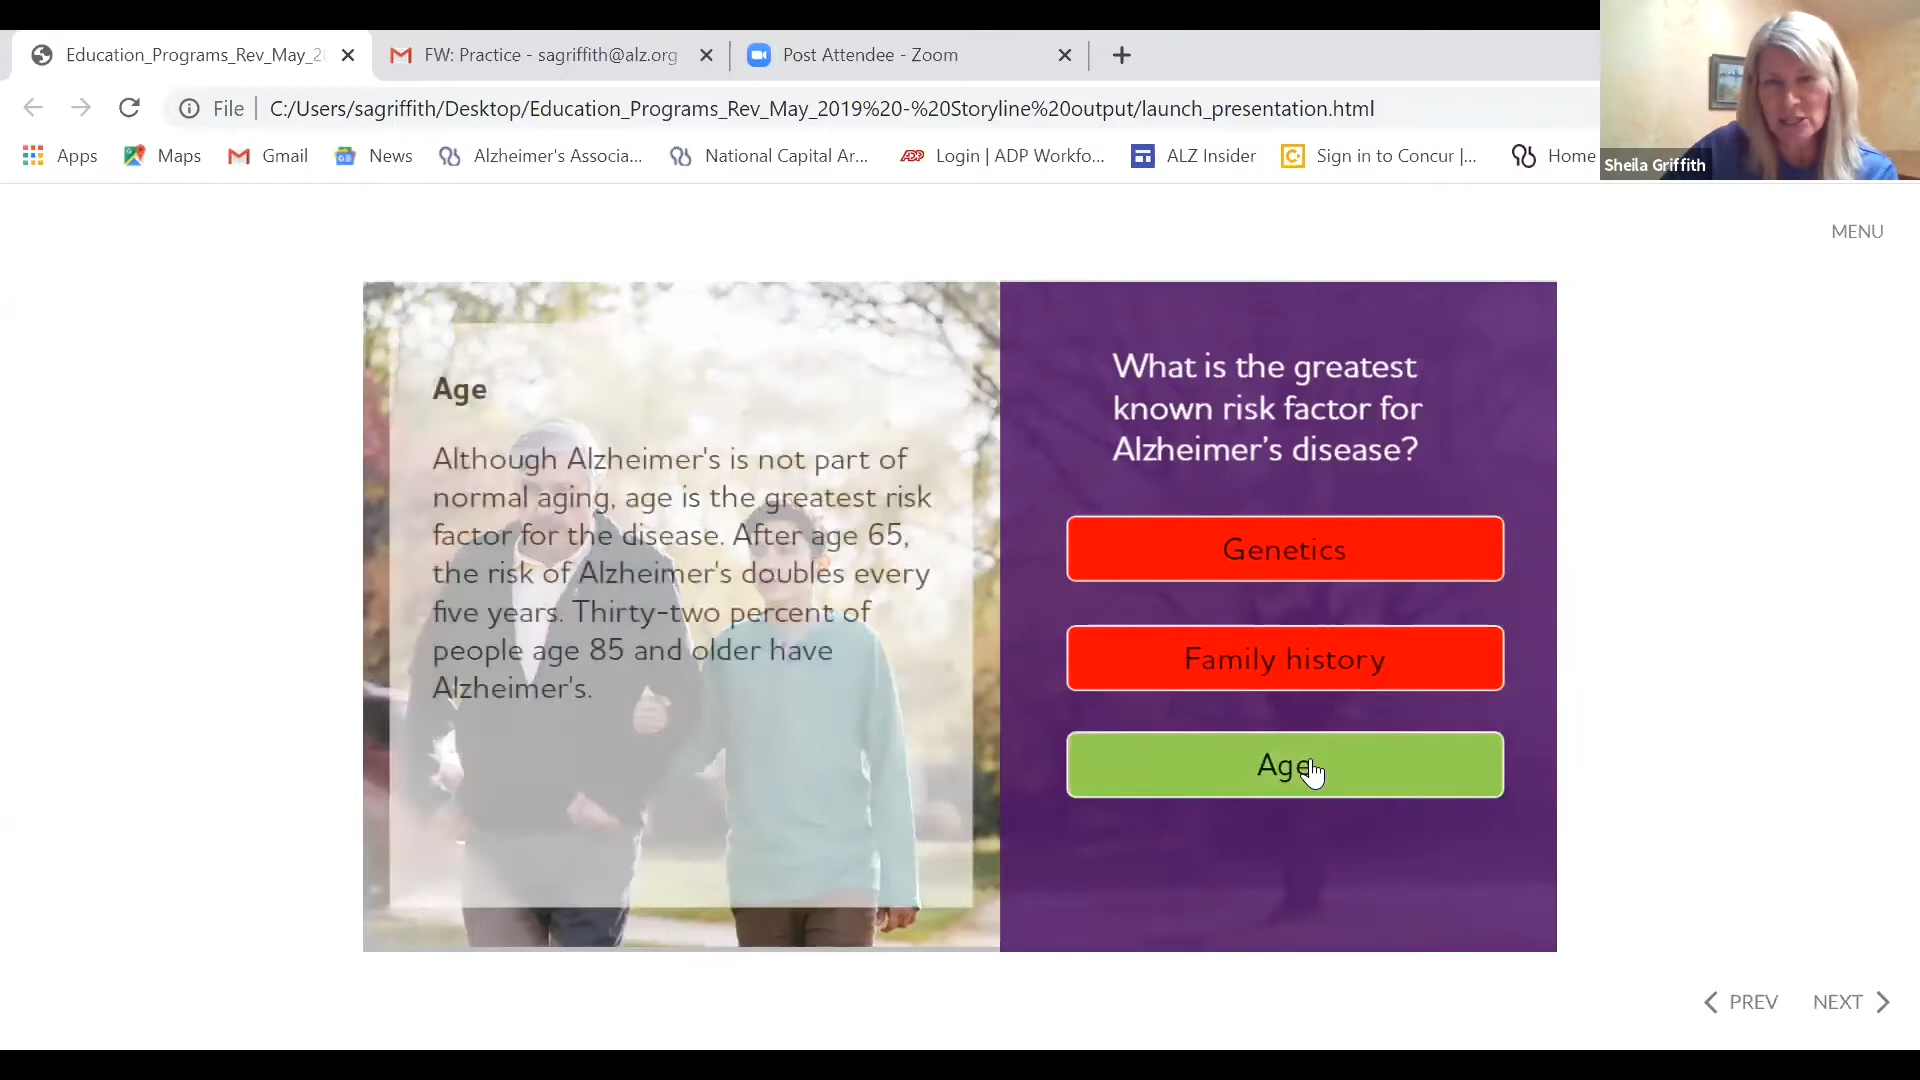 Education_Programs_Rev_May_2
FW: Practice - sagriffith@alz.org
Post Attendee - Zoom
File
C:/Users/sagriffith/Desktop/Education_Programs_Rev_May_2019%20-%20Storyline%20output/launch_presentation.html
Apps
Maps
Gmail
News
Alzheimer's Associa...
National Capital Ar...
Login | ADP Workfo...
ALZ Insider
Sign in to Concur |...
Home
Sheila Griffith
MENU
Age
Although Alzheimer's is not part of
normal aging, age is the greatest risk
factor for the disease. After age 65,
the risk of Alzheimer's doubles every
five years. Thirty-two percent of
people age 85 and older have
Alzheimer's.
What is the greatest
known risk factor for
Alzheimer's disease?
Genetics
Family history
Age
PREV
NEXT